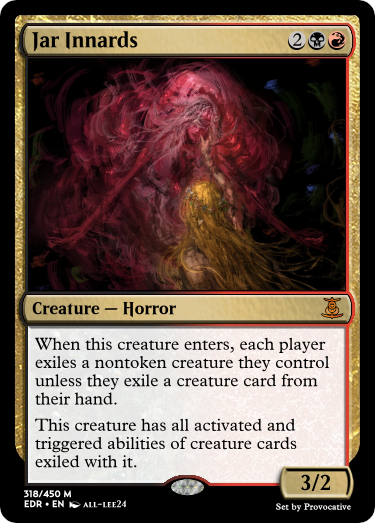 Jar Innards 2
Creature — Horror
When this creature enters, each player
exiles a nontoken creature they control
unless they exile a creature card from
their hand.
This creature has all activated and
triggered abilities of creature cards
exiled with it.
3/2
318/450 M
EDR • EN ALL-LEE24
Set by Provocative